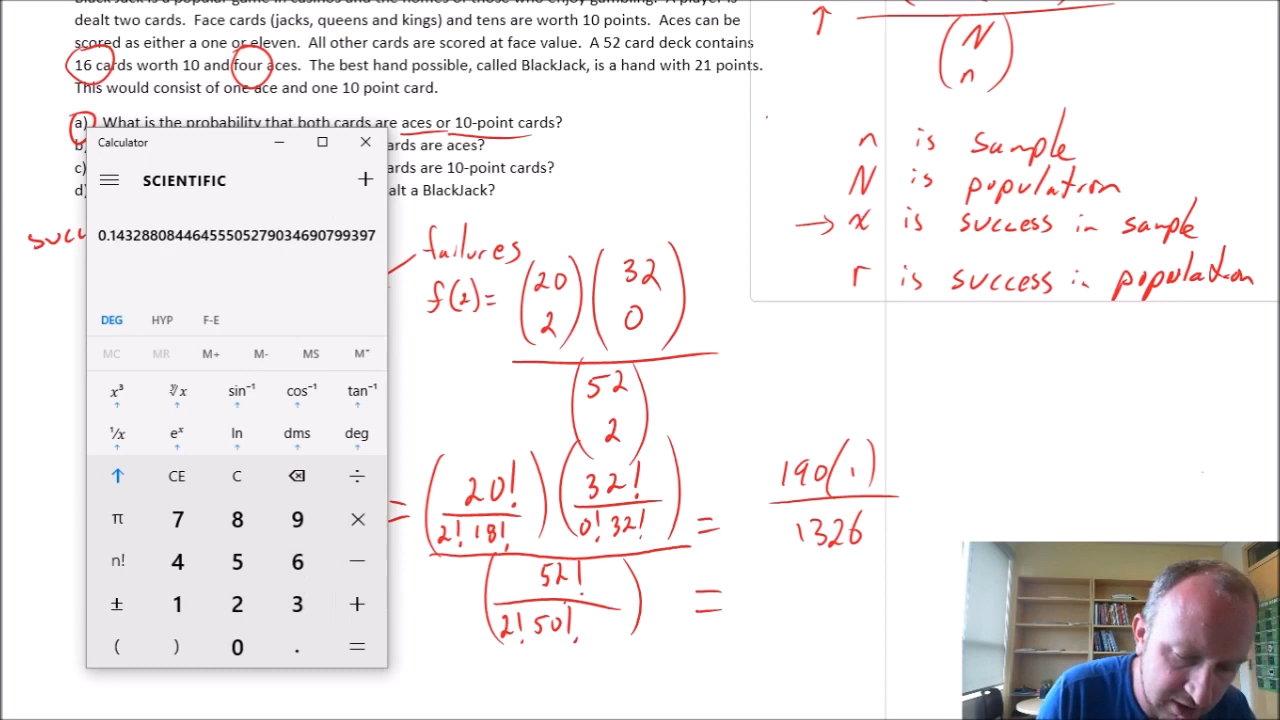 Black Jack is a popular game in casinos and the homes of those who enjoy gambling. A player is
dealt two cards. Face cards (jacks, queens and kings) and tens are worth 10 points. Aces can be
scored as either a one or eleven. All other cards are scored at face value. A 52 card deck contains
16 cards worth 10 and four aces. The best hand possible, called BlackJack, is a hand with 21 points.
This would consist of one ace and one 10 point card.
a) What is the probability that both cards are aces or 10-point cards?
b) ards are aces?
c) ards are 10-point cards?
d) alt a BlackJack?
Calculator
SCIENTIFIC
0.14328808446455505279034690799397
DEG HYP F-E
MC MR M+ M- MS M˅
x³ ʸ√x sin⁻¹ cos⁻¹ tan⁻¹
¹/x eˣ ln dms deg
↑ CE C ⌫ ÷
π 7 8 9 ×
n! 4 5 6 −
± 1 2 3 +
( ) 0 . =
succ
failures
f(2) = (20 2) (32 0)
(52 2)
= (20! / 2! 18!) (32! / 0! 32!) = 190(1)
1326
(52! / 2! 50!) =
(N n)
n is sample
N is population
→ x is success in sample
r is success in population